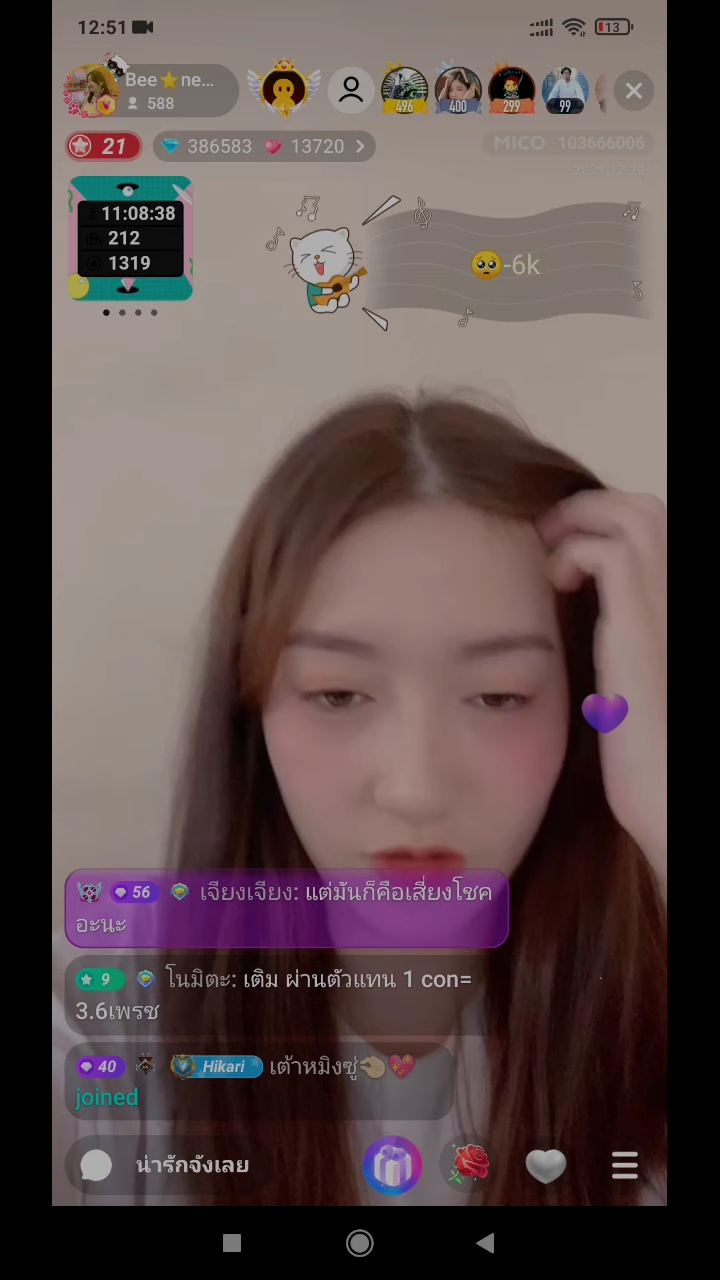 12:51
13
Bee⭐ne...
588
496
400
299
99
21
386583
13720
MICO 103666006
2021.12.29
11:08:38
212
1319
🥺-6k
56 เจียงเจียง: แต่มันก็คือเสี่ยงโชค
อะนะ
9 โนมิตะ: เติม ผ่านตัวแทน 1 con=
3.6เพรช
40 Hikari เต้าหมิงซู่🤏🏼💖
joined
น่ารักจังเลย